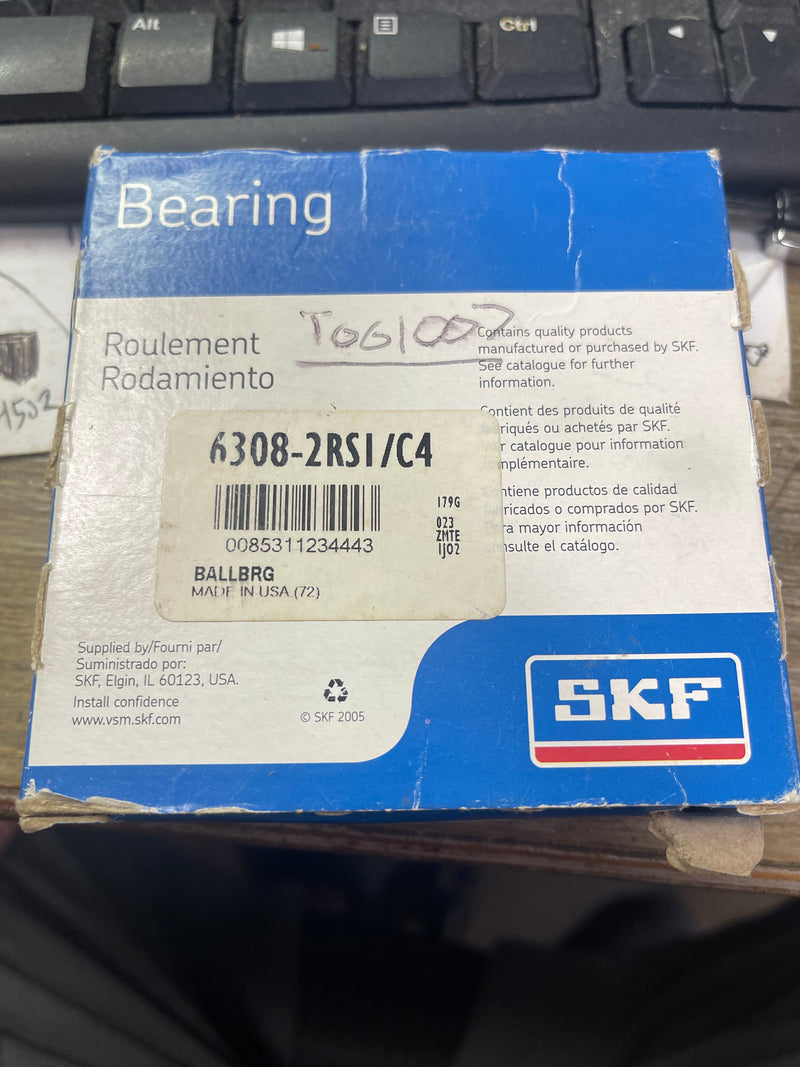 Alt
Ctrl
Bearing
Roulement
Rodamiento
Contains quality products
manufactured or purchased by SKF.
See catalogue for further
information.
Contient des produits de qualité
ou achetés par SKF.
catalogue pour information
Contiene productos de calidad
o comprados por SKF.
mayor información
el catálogo.
6308-2RS1/C4
0085311234443
179G
023
ZMTE
1J02
BALLBRG
MADE IN USA (72)
Supplied by/Fourni par/
Suministrado por:
SKF, Elgin, IL 60123, USA.
Install confidence
www.vsm.skf.com
© SKF 2005
SKF